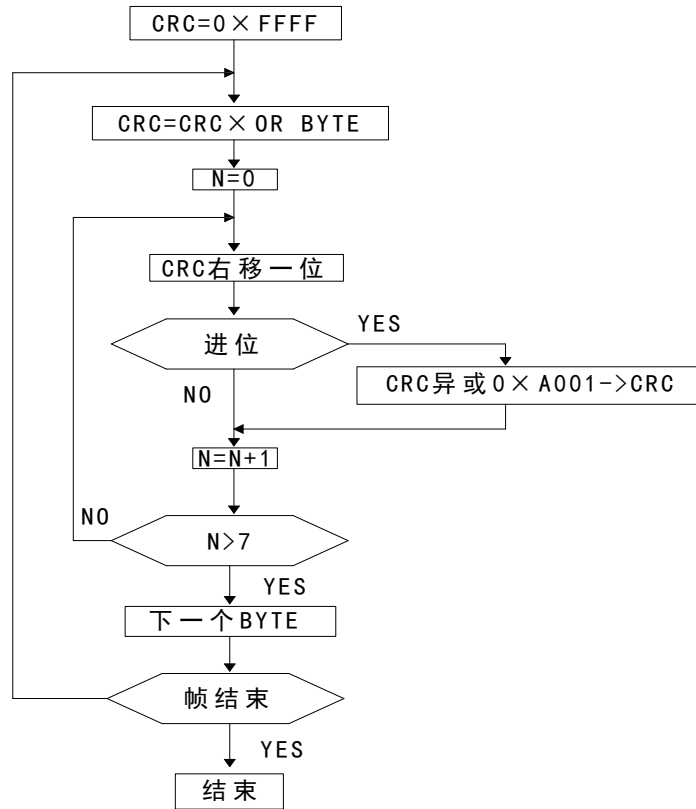 CRC=0×FFFF
CRC=CRC×OR BYTE
N=0
CRC右移一位
进位
YES
CRC异或0×A001->CRC
NO
N=N+1
NO
N>7
YES
下一个BYTE
帧结束
YES
结束